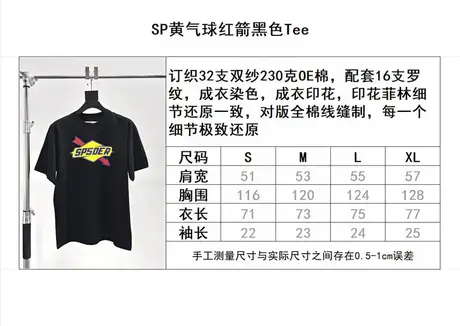 SP黄气球红箭黑色Tee
订织32支双纱230克OE棉，配套16支罗
纹，成衣染色，成衣印花，印花菲林细
节还原一致，对版全棉线缝制，每一个
细节极致还原
SP5DER
尺码 S M L XL
肩宽 51 53 55 57
胸围 116 120 124 128
衣长 71 73 75 77
袖长 22 23 24 25
手工测量尺寸与实际尺寸之间存在0.5-1cm误差